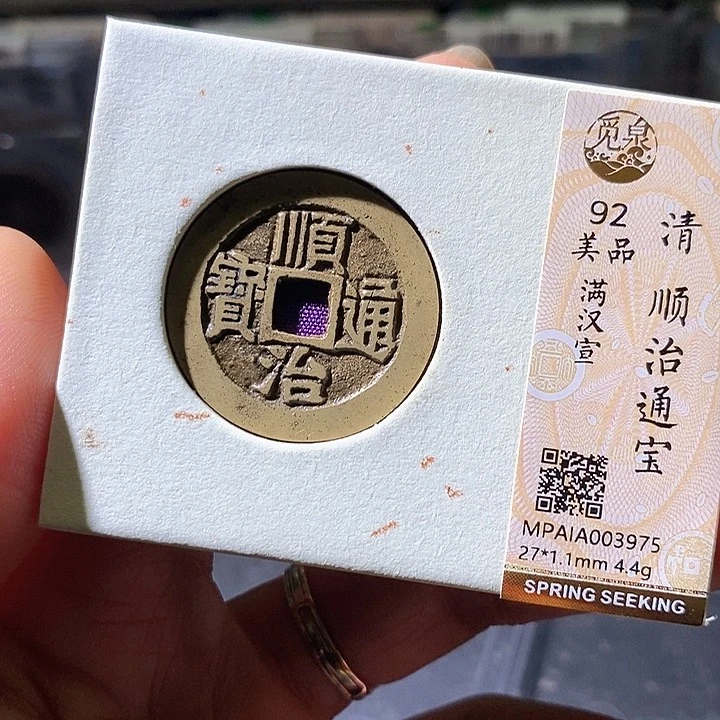 順治通寳
觅泉
92
美品
满汉宣
清 顺治通宝
MPAIA003975
27*1.1mm 4.4g
SPRING SEEKING